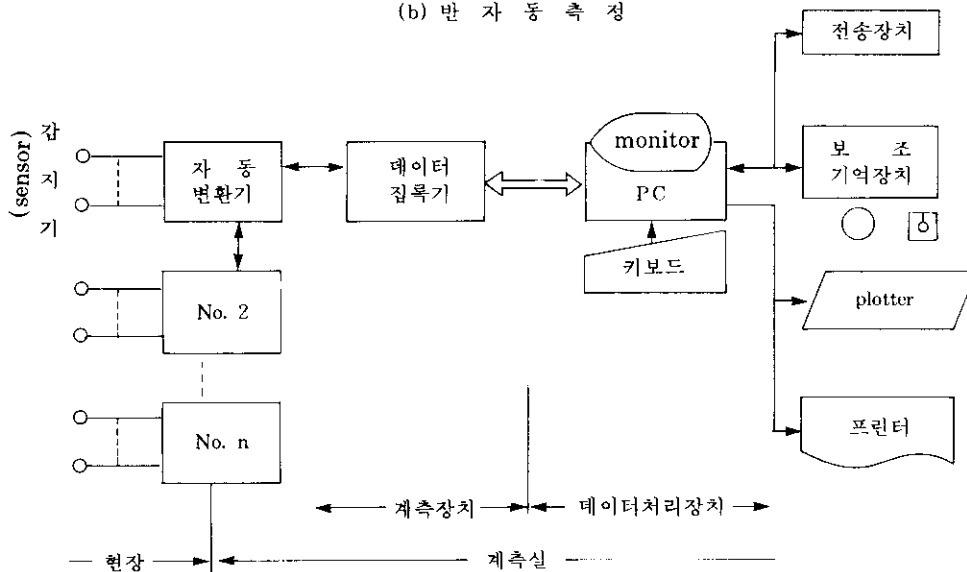 (b) 반 자 동 측 정
전송장치
감지기
(sensor)
자 동
변환기
데이터
집록기
monitor
PC
보 조
기억장치
키보드
No. 2
plotter
No. n
프린터
계측장치
데이터처리장치
현장
계측실